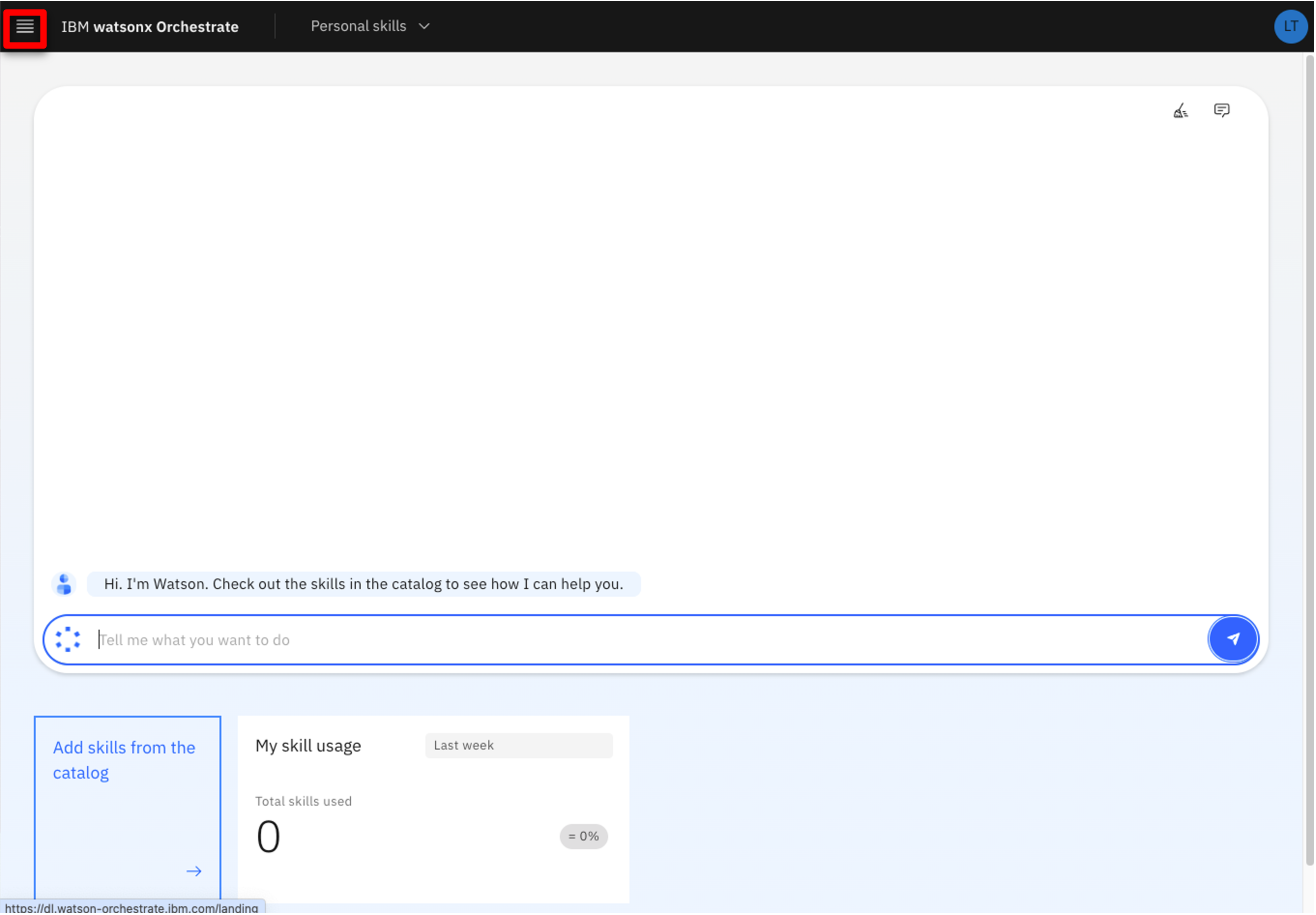 IBM watsonx Orchestrate
Personal skills
LT
Hi. I'm Watson. Check out the skills in the catalog to see how I can help you.
Tell me what you want to do
Add skills from the
catalog
My skill usage
Last week
Total skills used
0
= 0%
https://dl.watson-orchestrate.ibm.com/landing